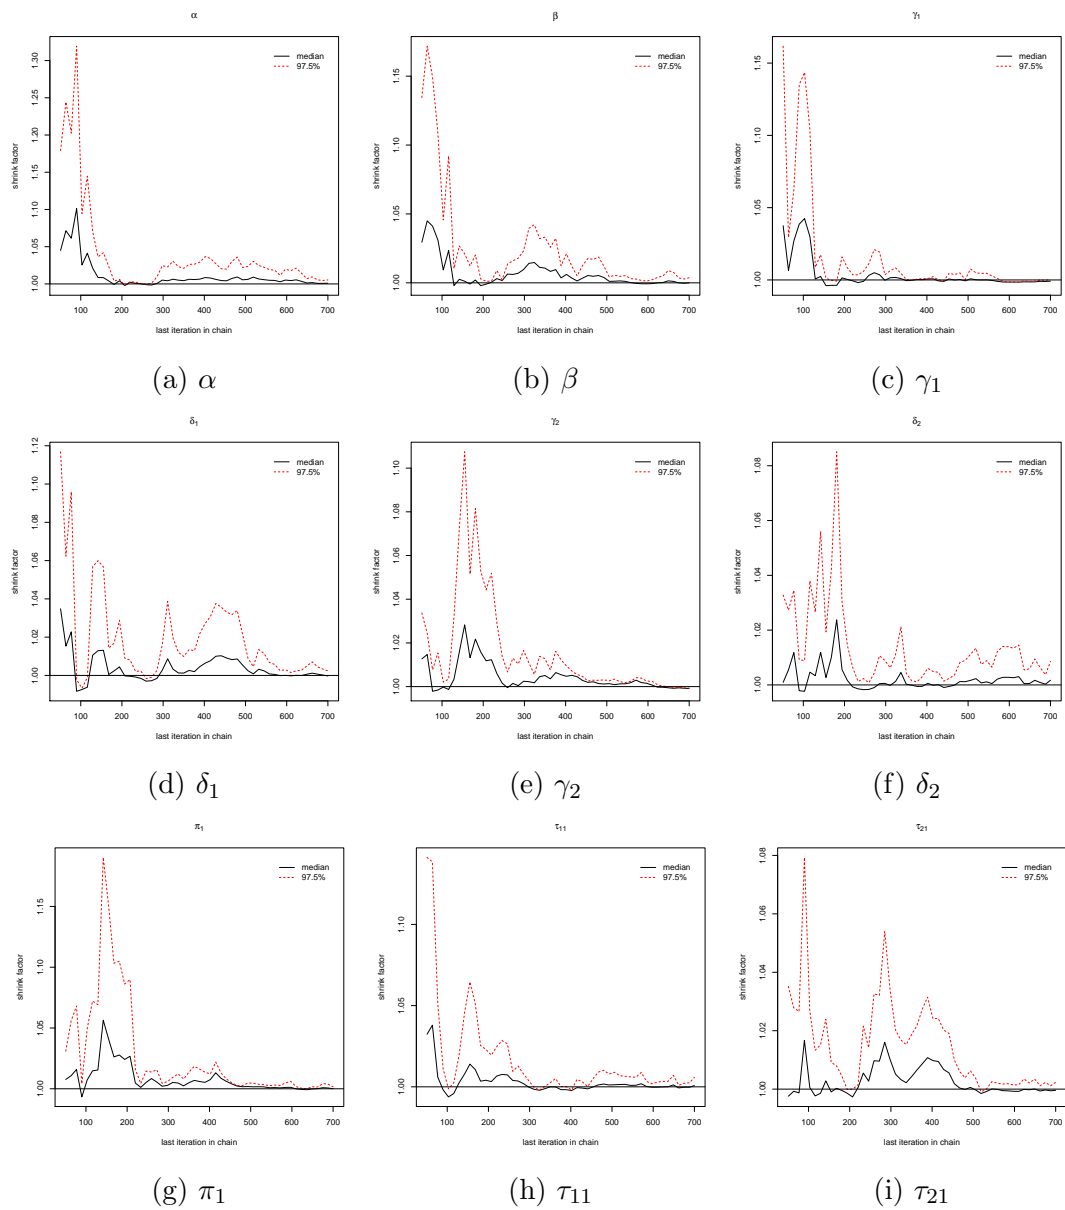 α
shrink factor
1.00 1.05 1.10 1.15 1.20 1.25 1.30
median
97.5%
100 200 300 400 500 600 700
last iteration in chain
(a) α
β
shrink factor
1.00 1.05 1.10 1.15
median
97.5%
100 200 300 400 500 600 700
last iteration in chain
(b) β
γ₁
shrink factor
1.00 1.05 1.10 1.15
median
97.5%
100 200 300 400 500 600 700
last iteration in chain
(c) γ₁
δ₁
shrink factor
1.00 1.02 1.04 1.06 1.08 1.10 1.12
median
97.5%
100 200 300 400 500 600 700
last iteration in chain
(d) δ₁
γ₂
shrink factor
1.00 1.02 1.04 1.06 1.08 1.10
median
97.5%
100 200 300 400 500 600 700
last iteration in chain
(e) γ₂
δ₂
shrink factor
1.00 1.02 1.04 1.06 1.08
median
97.5%
100 200 300 400 500 600 700
last iteration in chain
(f) δ₂
π₁
shrink factor
1.00 1.05 1.10 1.15
median
97.5%
100 200 300 400 500 600 700
last iteration in chain
(g) π₁
τ₁₁
shrink factor
1.00 1.05 1.10
median
97.5%
100 200 300 400 500 600 700
last iteration in chain
(h) τ₁₁
τ₂₁
shrink factor
1.00 1.02 1.04 1.06 1.08
median
97.5%
100 200 300 400 500 600 700
last iteration in chain
(i) τ₂₁